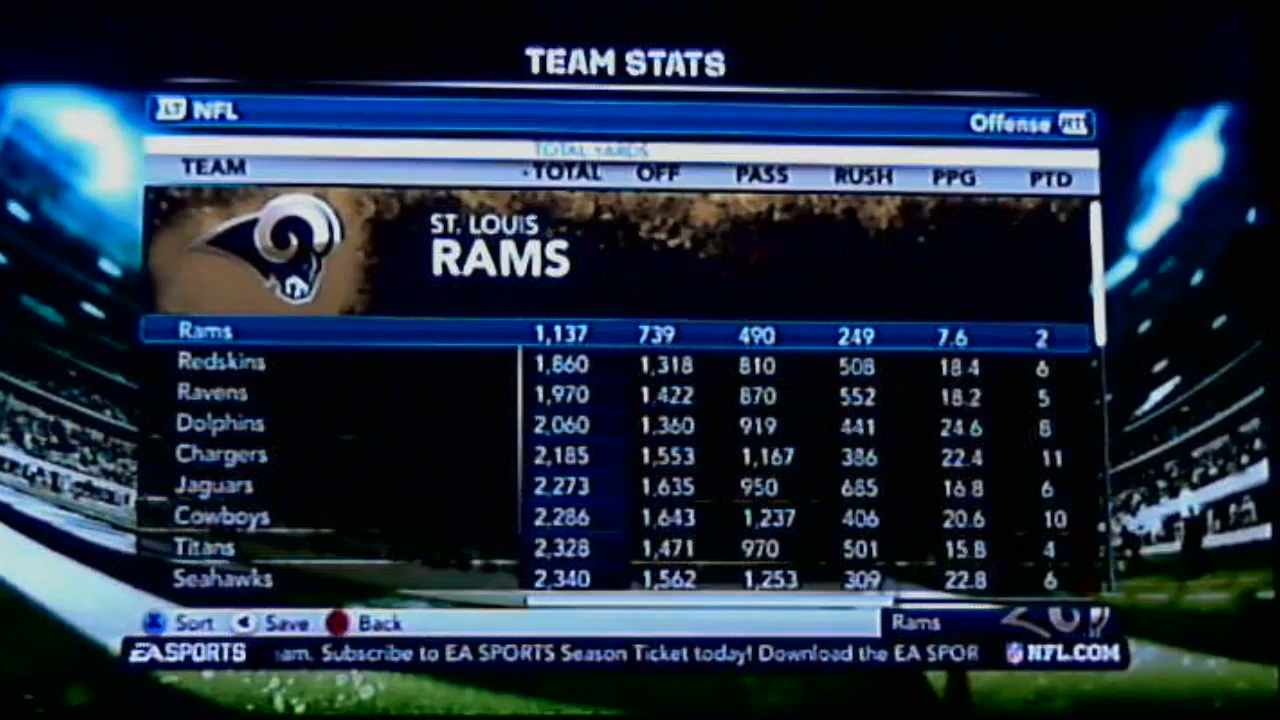 TEAM STATS
NFL Offense
TOTAL YARDS
TEAM TOTAL OFF PASS RUSH PPG PTD
ST. LOUIS
RAMS
Rams 1,137 739 490 249 7.6 2
Redskins 1,860 1,318 810 508 18.4 6
Ravens 1,970 1,422 870 552 18.2 5
Dolphins 2,060 1,360 919 441 24.6 8
Chargers 2,185 1,553 1,167 386 22.4 11
Jaguars 2,273 1,635 950 685 16.8 6
Cowboys 2,286 1,643 1,237 406 20.6 10
Titans 2,328 1,471 970 501 15.8 4
Seahawks 2,340 1,562 1,253 309 22.8 6
X Sort Save Back Rams
EA SPORTS am. Subscribe to EA SPORTS Season Ticket today! Download the EA SPOR NFL.COM